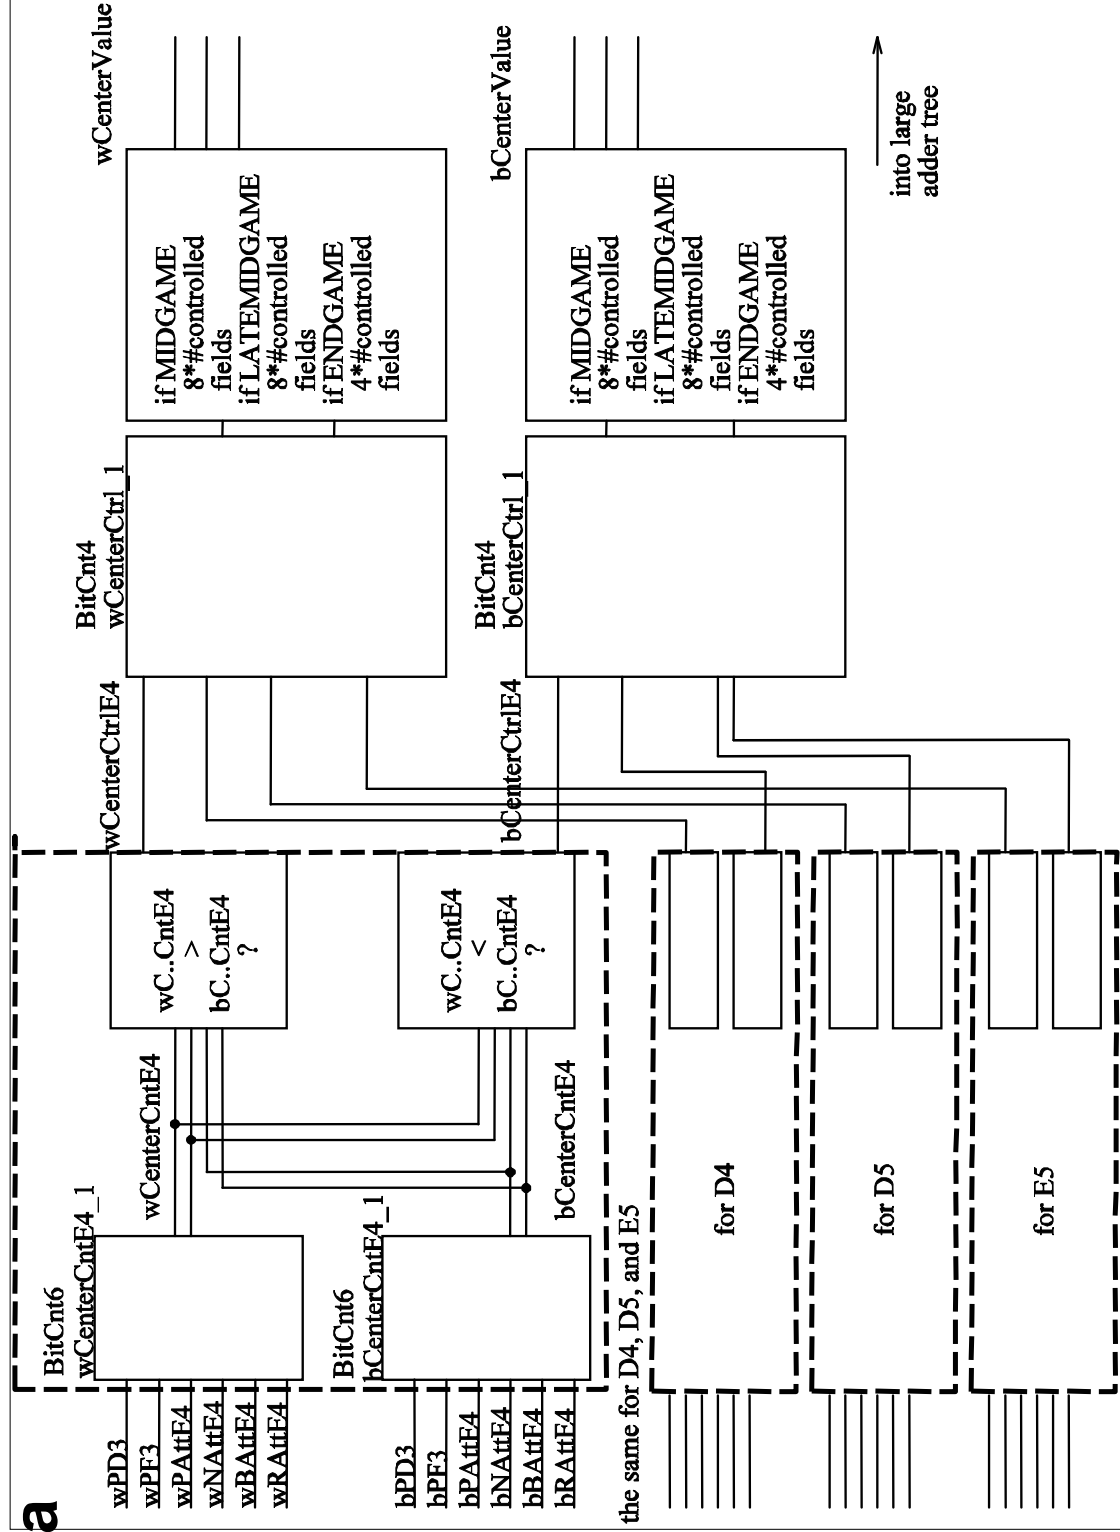 a
BitCnt6
wCenterCntE4_1
wPD3
wPF3
wPAttE4
wNAttE4
wBAttE4
wRAttE4
wCenterCntE4
wC..CntE4
>
bC..CntE4
?
wCenterCtrlE4
BitCnt4
wCenterCtrl_1
if MIDGAME
8*#controlled
fields
if LATEMIDGAME
8*#controlled
fields
if ENDGAME
4*#controlled
fields
wCenterValue
BitCnt6
bCenterCntE4_1
bPD3
bPF3
bPAttE4
bNAttE4
bBAttE4
bRAttE4
bCenterCntE4
wC..CntE4
<
bC..CntE4
?
bCenterCtrlE4
BitCnt4
bCenterCtrl_1
if MIDGAME
8*#controlled
fields
if LATEMIDGAME
8*#controlled
fields
if ENDGAME
4*#controlled
fields
bCenterValue
the same for D4, D5, and E5
for D4
for D5
for E5
into large
adder tree